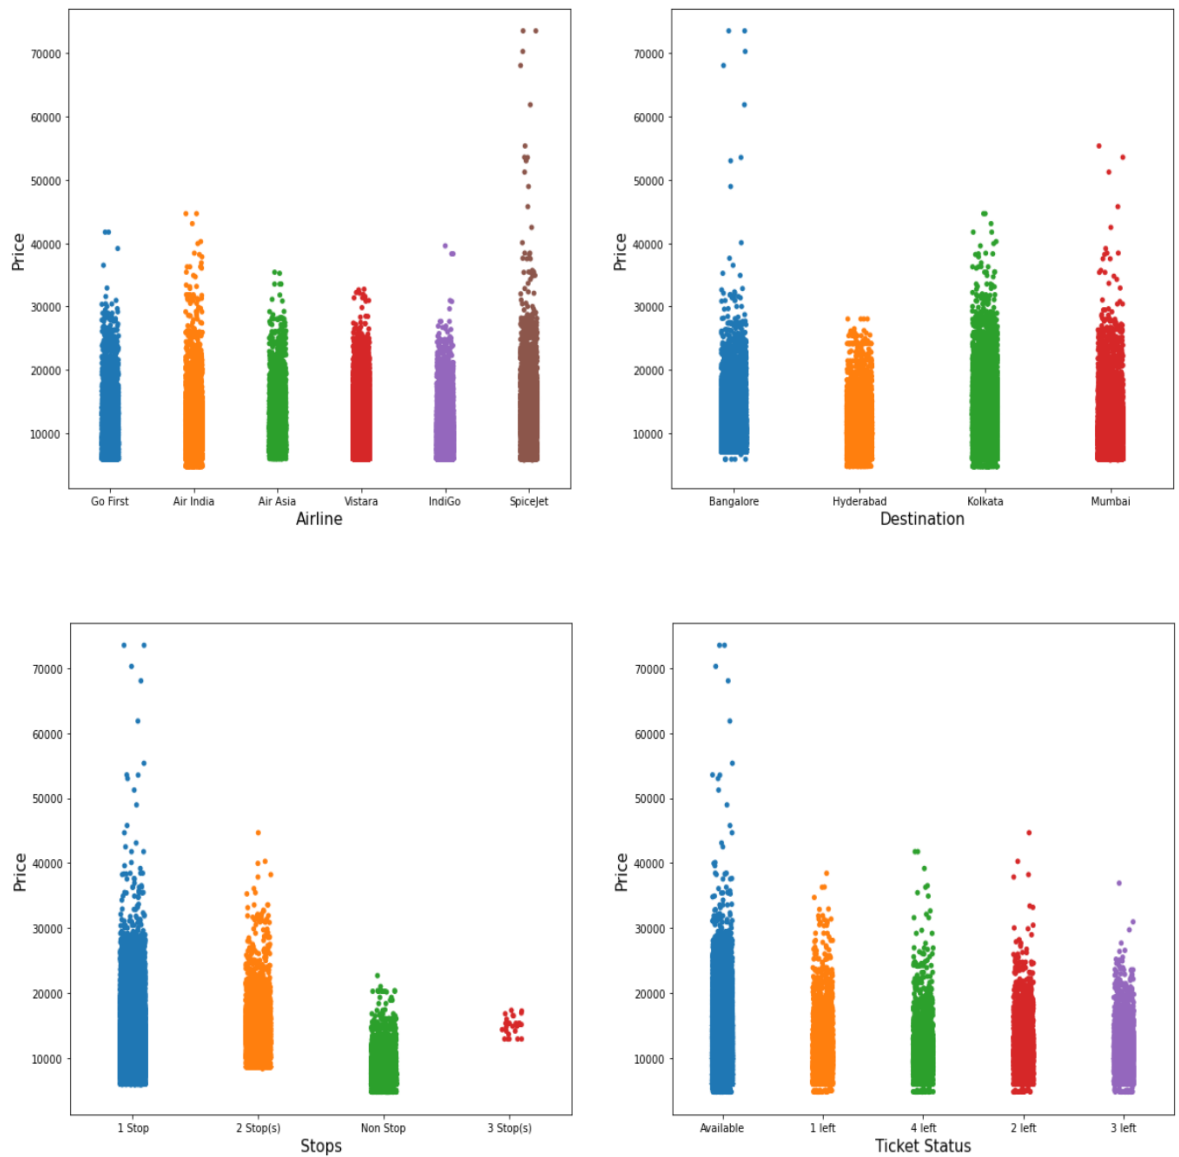 70000
60000
50000
40000
30000
20000
10000
Price
Go First Air India Air Asia Vistara IndiGo SpiceJet
Airline
70000
60000
50000
40000
30000
20000
10000
Price
Bangalore Hyderabad Kolkata Mumbai
Destination
70000
60000
50000
40000
30000
20000
10000
Price
1 Stop 2 Stop(s) Non Stop 3 Stop(s)
Stops
70000
60000
50000
40000
30000
20000
10000
Price
Available 1 left 4 left 2 left 3 left
Ticket Status